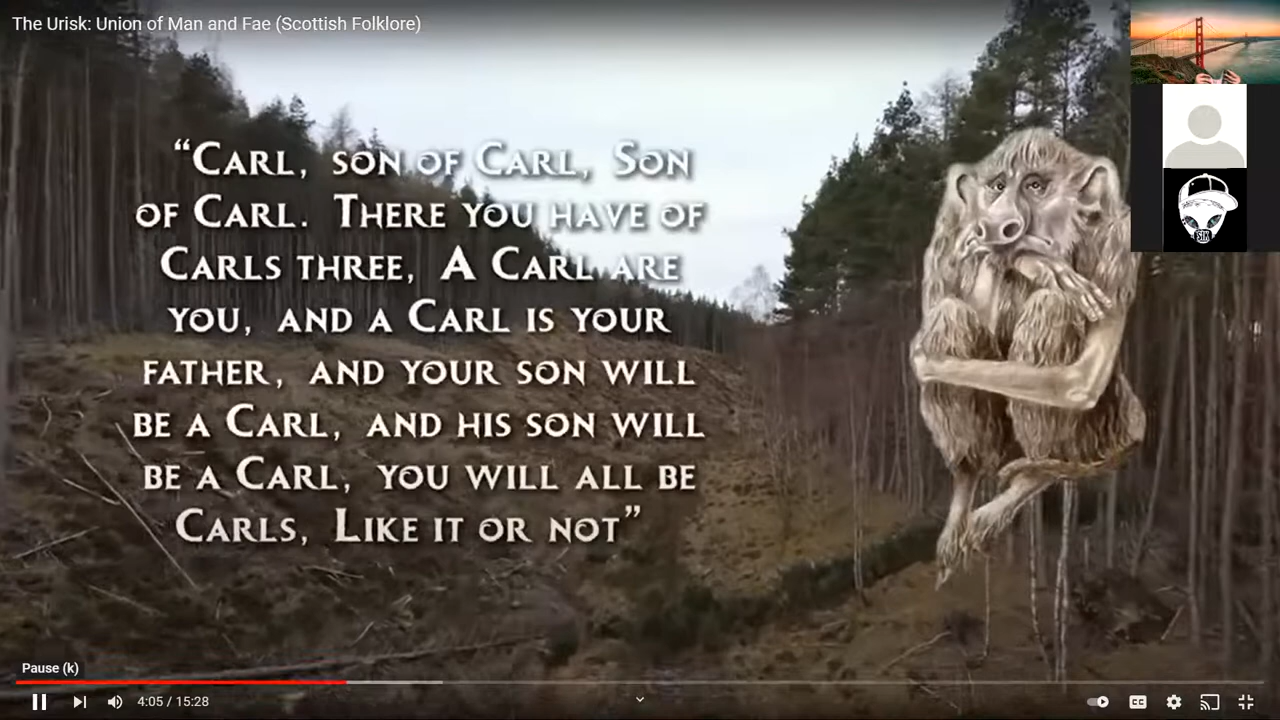 The Urisk: Union of Man and Fae (Scottish Folklore)
“Carl, son of Carl, Son
of Carl. There you have of
Carls three, A Carl are
you, and a Carl is your
father, and your son will
be a Carl, and his son will
be a Carl, you will all be
Carls, Like it or not”
Pause (k)
4:05 / 15:28
CC